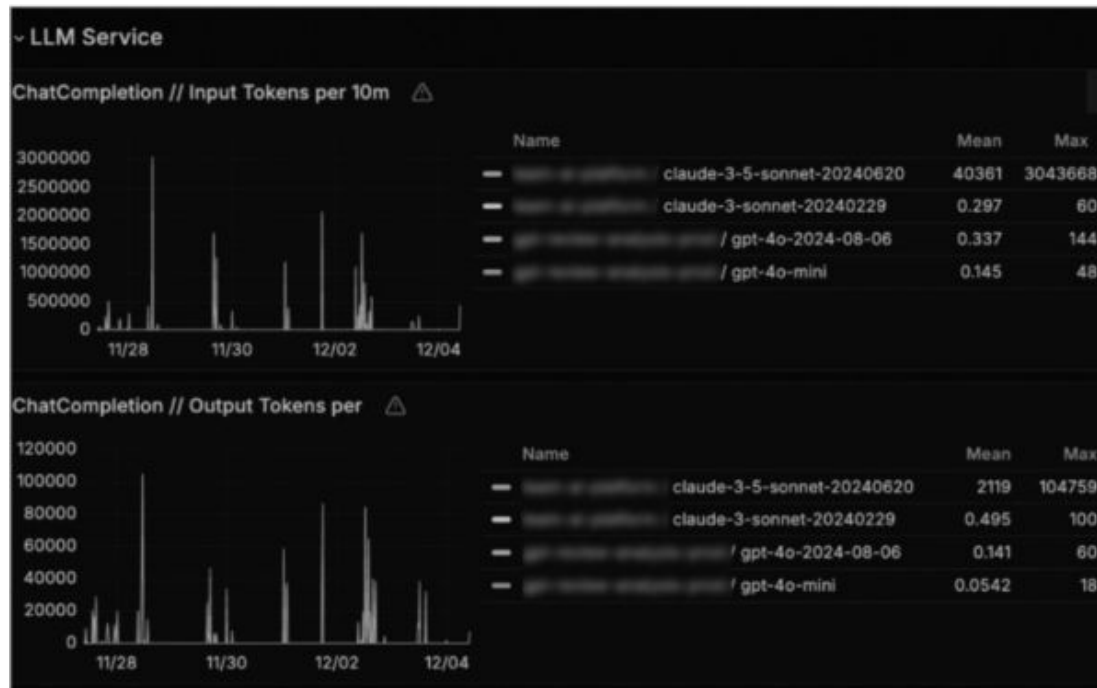 LLM Service
ChatCompletion // Input Tokens per 10m
Name Mean Max
3000000
2500000
2000000
1500000
1000000
500000
0
11/28 11/30 12/02 12/04
claude-3-5-sonnet-20240620 40361 3043668
claude-3-sonnet-20240229 0.297 60
/ gpt-4o-2024-08-06 0.337 144
/ gpt-4o-mini 0.145 48
ChatCompletion // Output Tokens per
Name Mean Max
120000
100000
80000
60000
40000
20000
0
11/28 11/30 12/02 12/04
/ claude-3-5-sonnet-20240620 2119 104759
/ claude-3-sonnet-20240229 0.495 100
/ gpt-4o-2024-08-06 0.141 60
/ gpt-4o-mini 0.0542 18